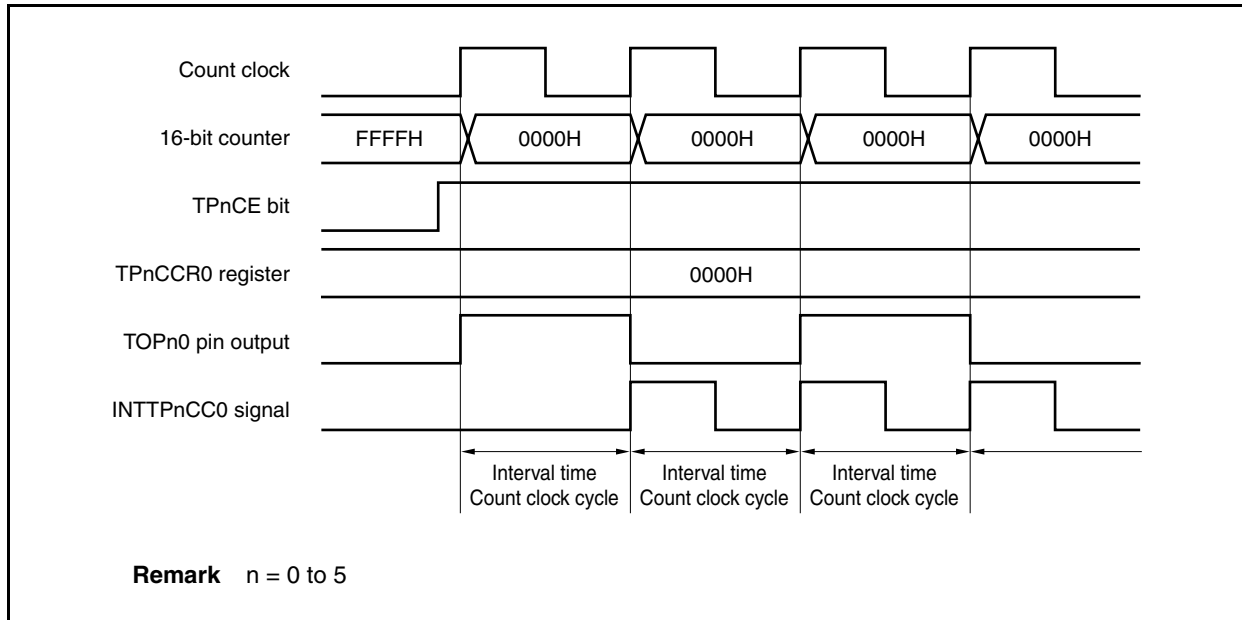 Count clock
16-bit counter
FFFFH 0000H 0000H 0000H 0000H
TPnCE bit
TPnCCR0 register
0000H
TOPn0 pin output
INTTPnCC0 signal
Interval time Interval time Interval time
Count clock cycle Count clock cycle Count clock cycle
Remark n = 0 to 5